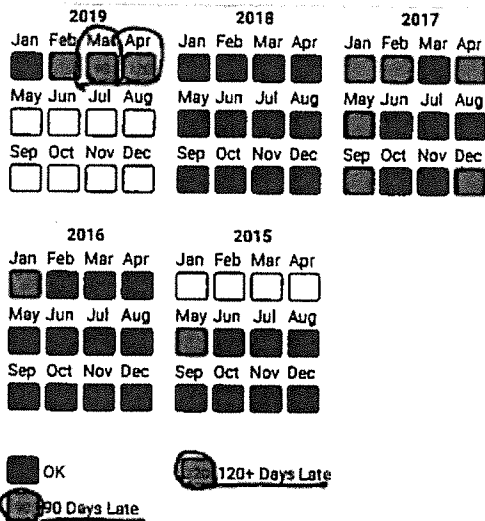 2019 2018 2017
Jan Feb Mar Apr Jan Feb Mar Apr Jan Feb Mar Apr
May Jun Jul Aug May Jun Jul Aug May Jun Jul Aug
Sep Oct Nov Dec Sep Oct Nov Dec Sep Oct Nov Dec
2016 2015
Jan Feb Mar Apr Jan Feb Mar Apr
May Jun Jul Aug May Jun Jul Aug
Sep Oct Nov Dec Sep Oct Nov Dec
OK 120+ Days Late
90 Days Late